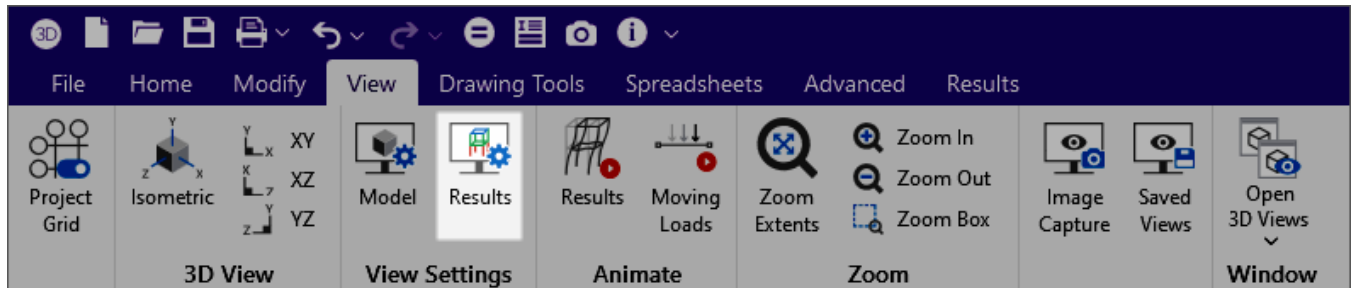 3D
File Home Modify View Drawing Tools Spreadsheets Advanced Results
Project Grid
Isometric
Y
Z X
Y X XY
X Z XZ
Y Z YZ
3D View
Model
Results
View Settings
Results
Moving Loads
Animate
Zoom Extents
Zoom In
Zoom Out
Zoom Box
Zoom
Image Capture
Saved Views
Open 3D Views
Window